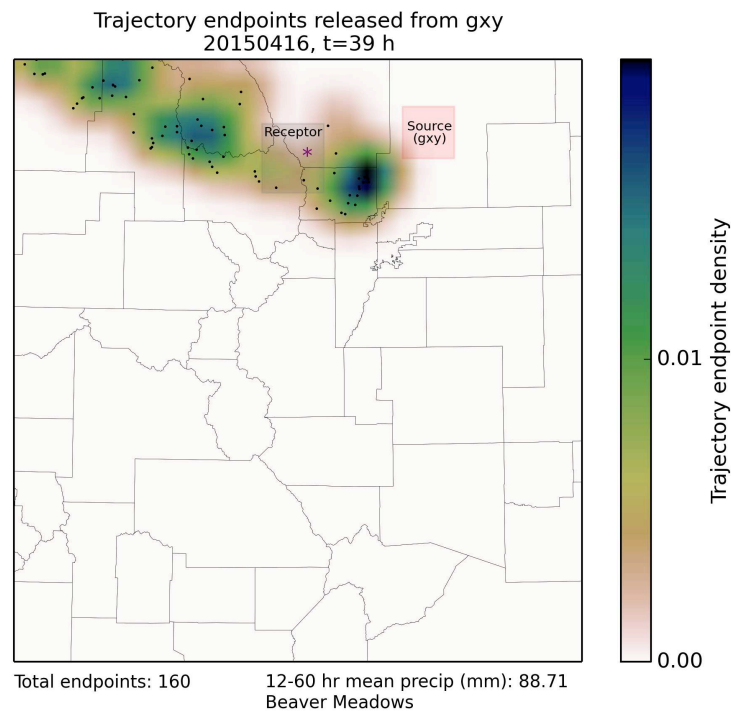 Trajectory endpoints released from gxy
20150416, t=39 h
Receptor
*
Source
(gxy)
0.01
0.00
Trajectory endpoint density
Total endpoints: 160
12-60 hr mean precip (mm): 88.71
Beaver Meadows